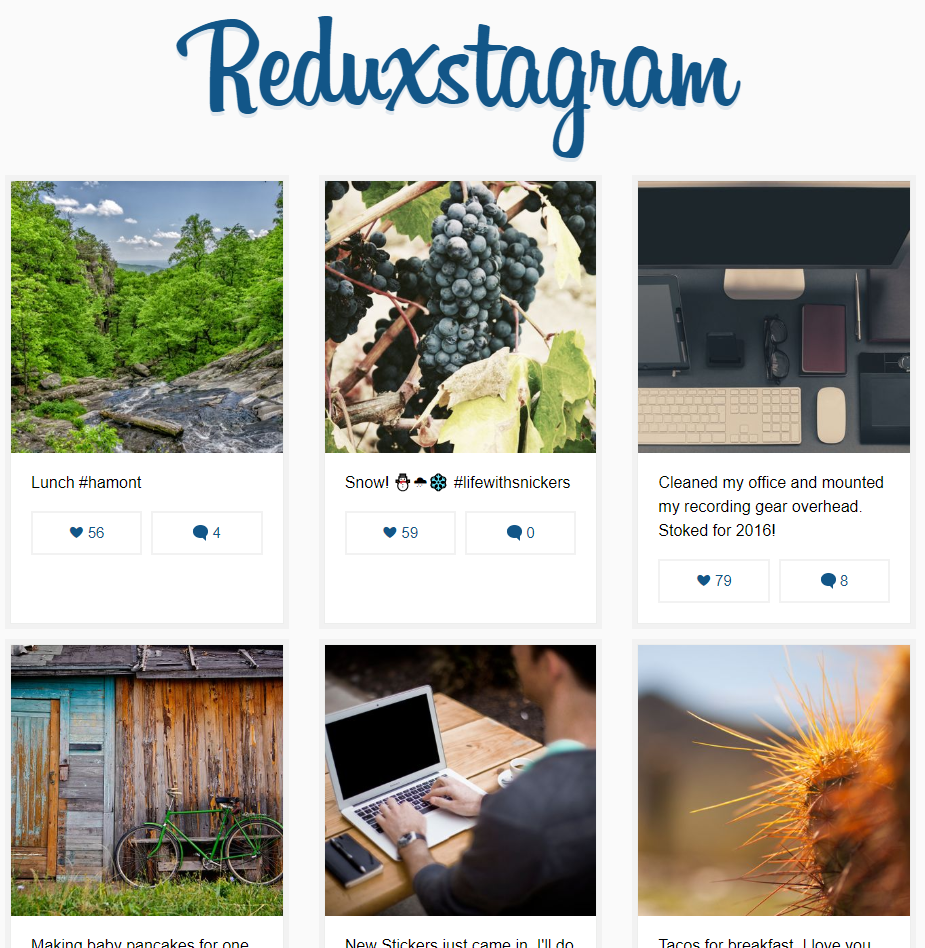 Reduxstagram
Lunch #hamont
56
4
Snow! ⛄🌧❄ #lifewithsnickers
59
0
Cleaned my office and mounted
my recording gear overhead.
Stoked for 2016!
79
8
Making baby pancakes for one
New Stickers just came in. I'll do
Tacos for breakfast. I love you